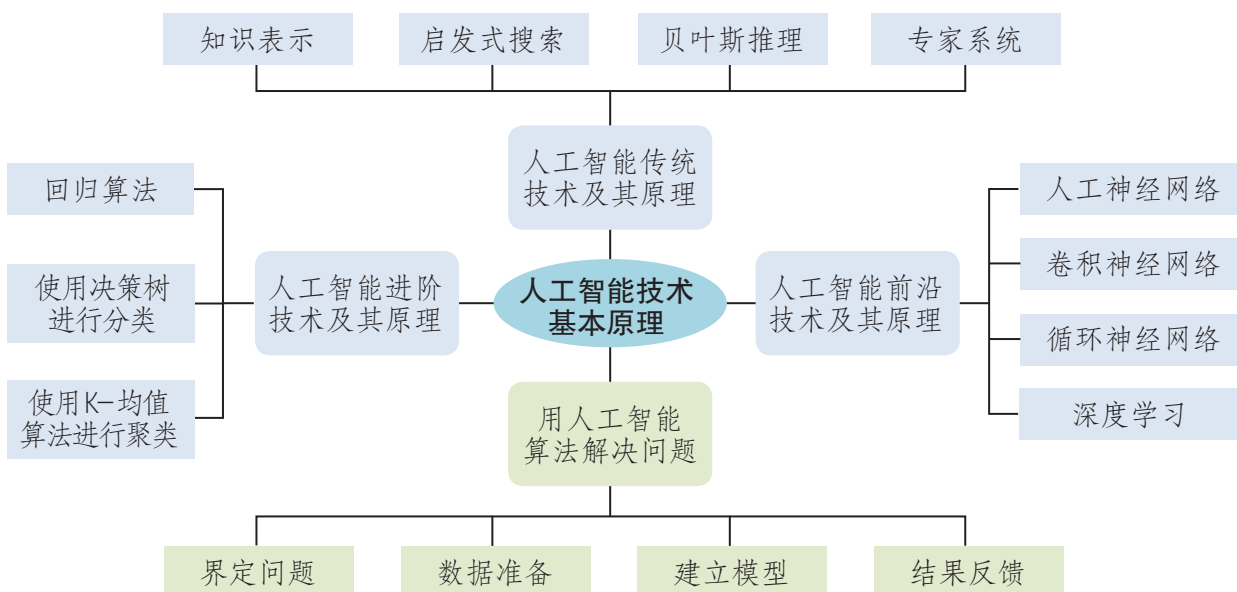 知识表示
启发式搜索
贝叶斯推理
专家系统
人工智能传统
技术及其原理
回归算法
使用决策树
进行分类
使用K-均值
算法进行聚类
人工智能进阶
技术及其原理
人工智能技术
基本原理
人工智能前沿
技术及其原理
人工神经网络
卷积神经网络
循环神经网络
深度学习
用人工智能
算法解决问题
界定问题
数据准备
建立模型
结果反馈